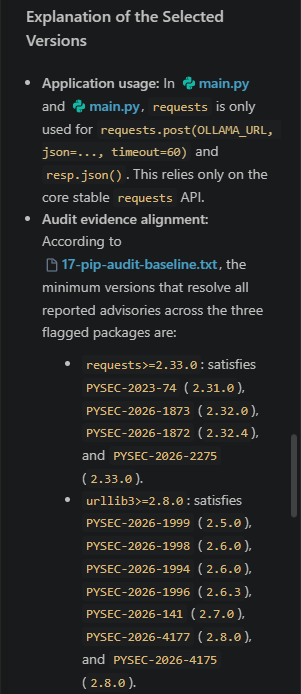 Explanation of the Selected
Versions
Application usage: In main.py
and main.py, requests is only
used for requests.post(OLLAMA_URL,
json=..., timeout=60) and
resp.json(). This relies only on the
core stable requests API.
Audit evidence alignment:
According to
17-pip-audit-baseline.txt, the
minimum versions that resolve all
reported advisories across the three
flagged packages are:
requests>=2.33.0: satisfies
PYSEC-2023-74 (2.31.0),
PYSEC-2026-1873 (2.32.0),
PYSEC-2026-1872 (2.32.4),
and PYSEC-2026-2275
(2.33.0).
urllib3>=2.8.0: satisfies
PYSEC-2026-1999 (2.5.0),
PYSEC-2026-1998 (2.6.0),
PYSEC-2026-1994 (2.6.0),
PYSEC-2026-1996 (2.6.3),
PYSEC-2026-141 (2.7.0),
PYSEC-2026-4177 (2.8.0),
and PYSEC-2026-4175
(2.8.0).